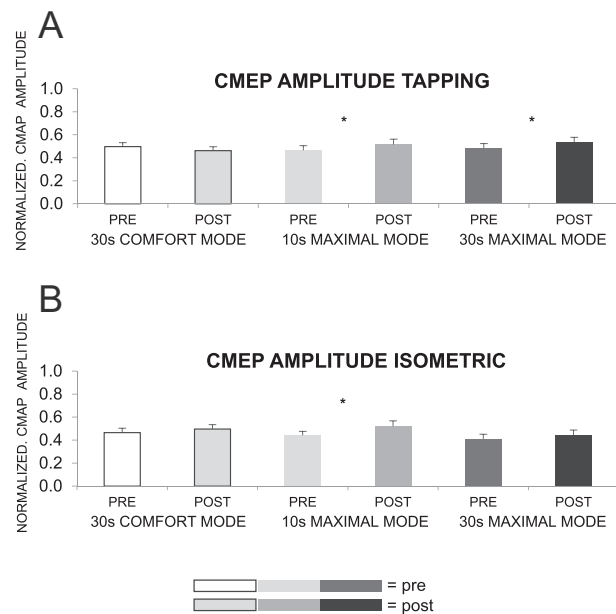 A
CMEP AMPLITUDE TAPPING
NORMALIZED. CMAP AMPLITUDE
1.0
0.8
0.6
0.4
0.2
0.0
* *
PRE POST PRE POST PRE POST
30s COMFORT MODE 10s MAXIMAL MODE 30s MAXIMAL MODE
B
CMEP AMPLITUDE ISOMETRIC
NORMALIZED. CMAP AMPLITUDE
1.0
0.8
0.6
0.4
0.2
0.0
*
PRE POST PRE POST PRE POST
30s COMFORT MODE 10s MAXIMAL MODE 30s MAXIMAL MODE
= pre
= post